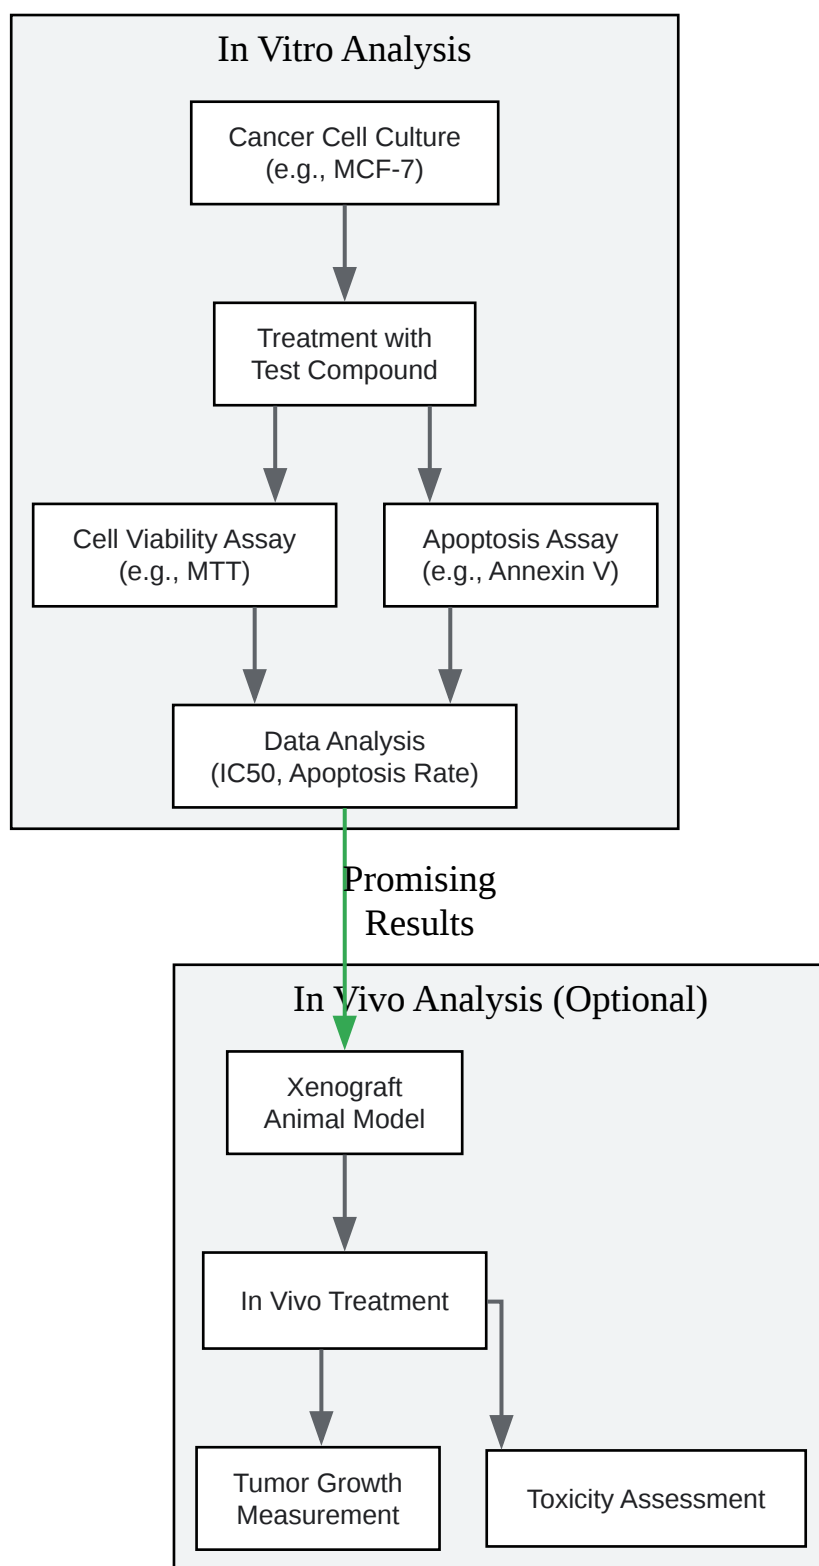 In Vitro Analysis
Cancer Cell Culture
(e.g., MCF-7)
Treatment with
Test Compound
Cell Viability Assay
(e.g., MTT)
Apoptosis Assay
(e.g., Annexin V)
Data Analysis
(IC50, Apoptosis Rate)
Promising
Results
In Vivo Analysis (Optional)
Xenograft
Animal Model
In Vivo Treatment
Tumor Growth
Measurement
Toxicity Assessment